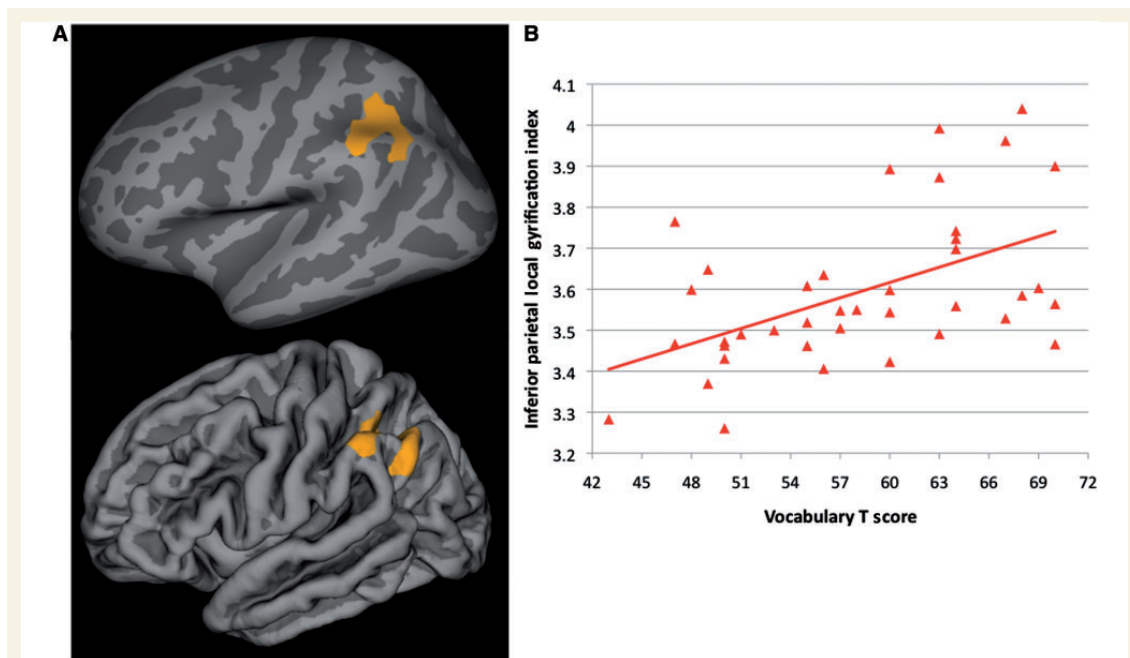 A
B
Inferior parietal local gyrification index
4.1
4
3.9
3.8
3.7
3.6
3.5
3.4
3.3
3.2
42 45 48 51 54 57 60 63 66 69 72
Vocabulary T score